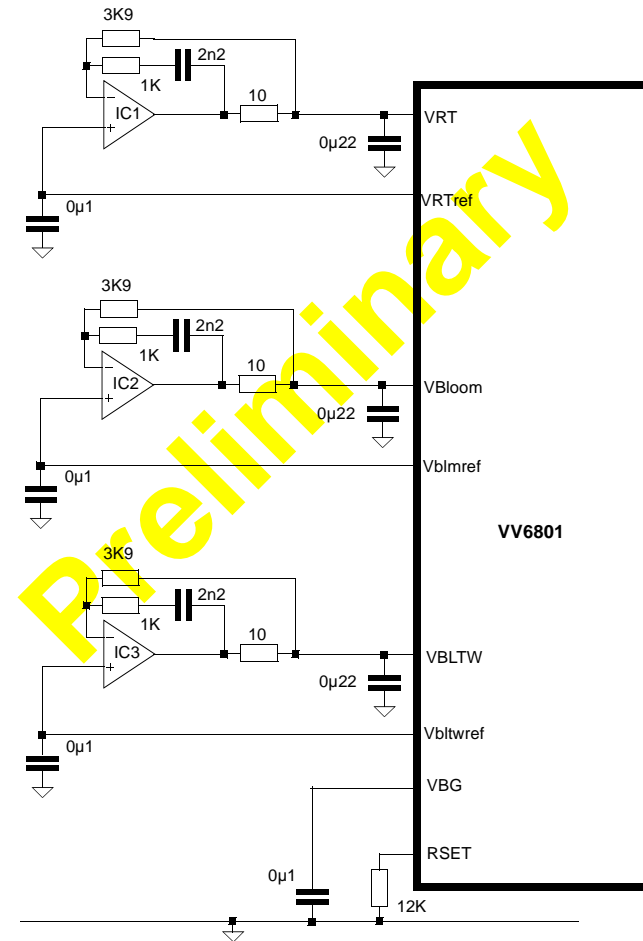 3K9
2n2
1K
IC1
10
VRT
0µ22
VRTref
0µ1
3K9
2n2
1K
IC2
10
VBloom
0µ22
Vblmref
0µ1
VV6801
3K9
2n2
1K
IC3
10
VBLTW
0µ22
Vbltwref
0µ1
VBG
RSET
0µ1
12K
Preliminary